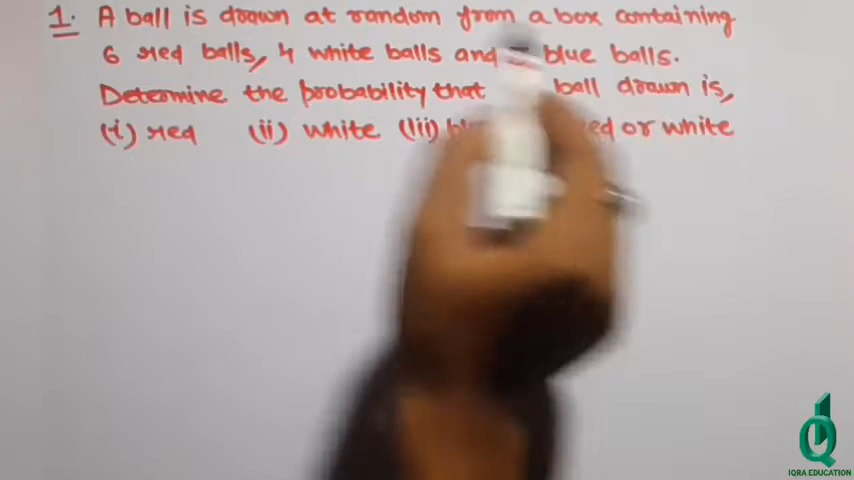 1. A ball is drawn at random from a box containing
6 red balls, 4 white balls and blue balls.
Determine the probability that ball drawn is,
(i) red (ii) white (iii) or white
IQRA EDUCATION